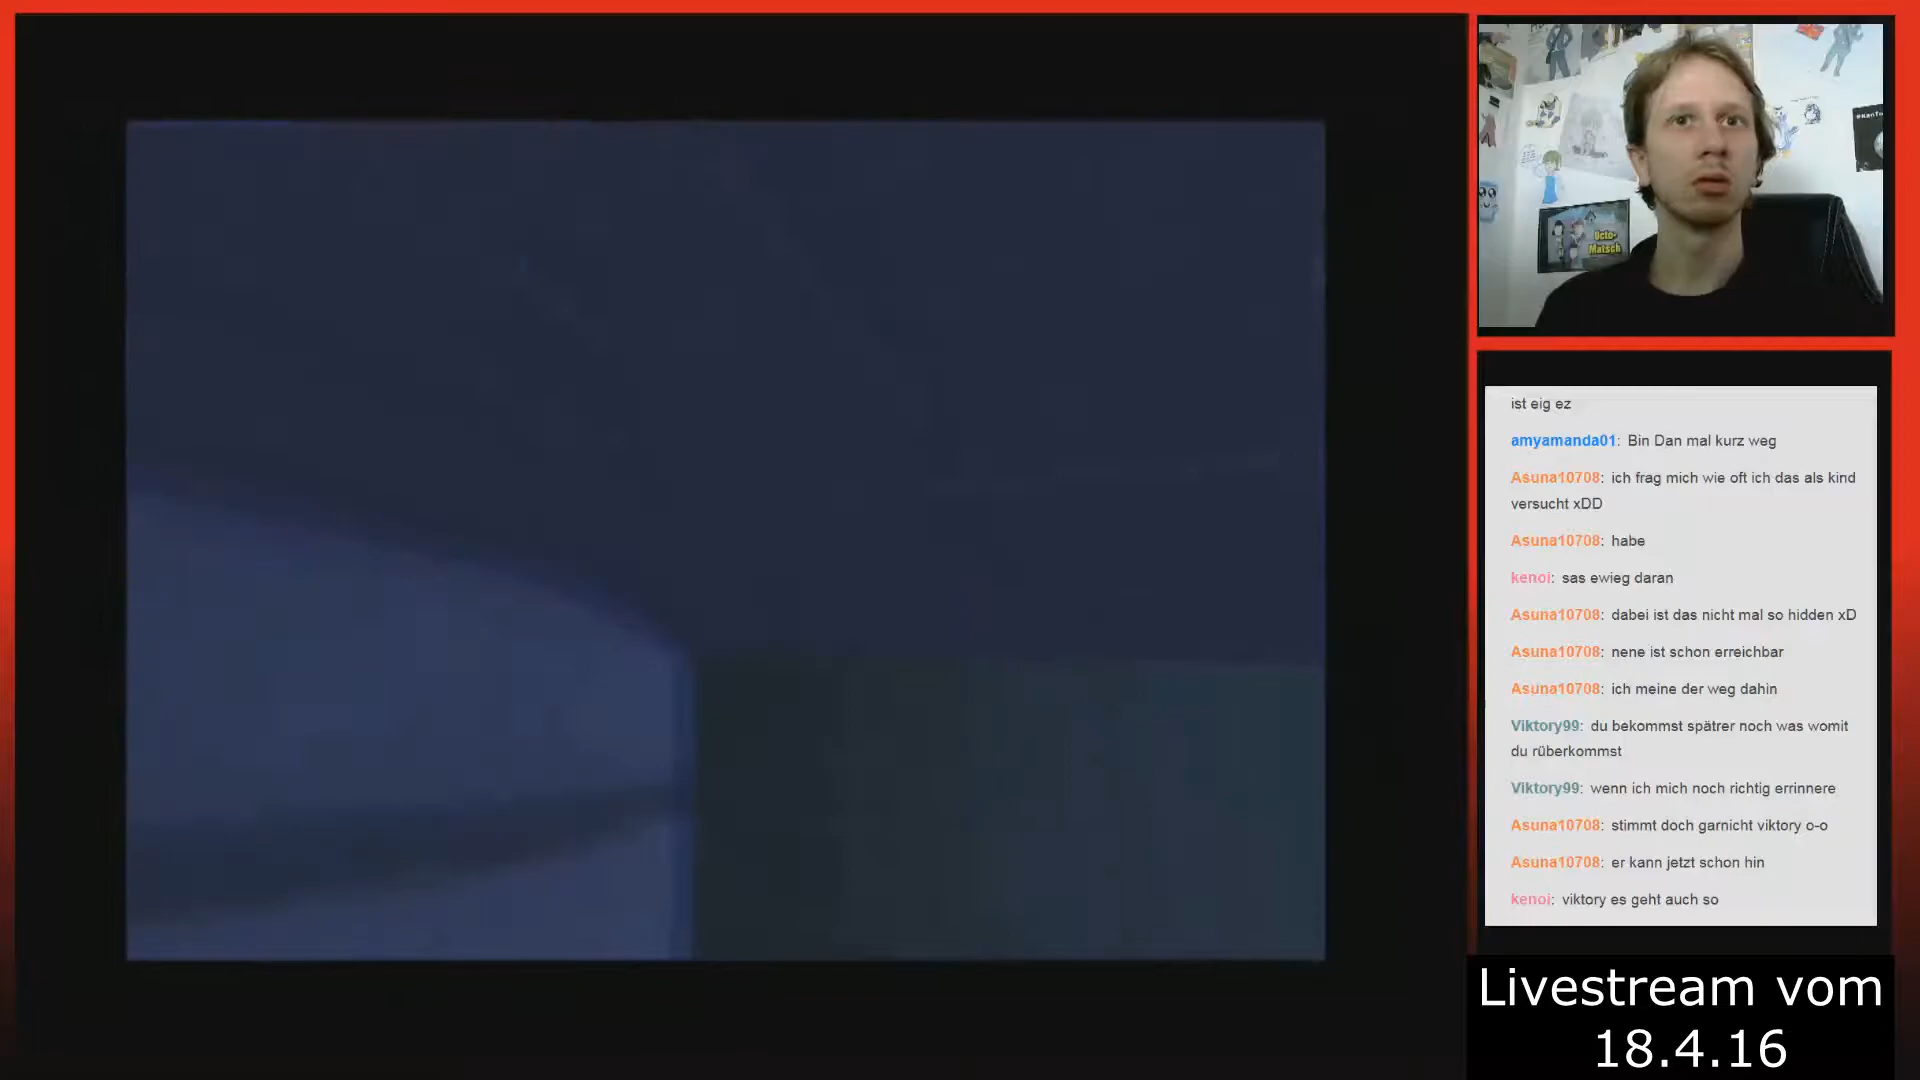 Octo-
Matsch
ist eig ez
amyamanda01: Bin Dan mal kurz weg
Asuna10708: ich frag mich wie oft ich das als kind
versucht xDD
Asuna10708: habe
kenoi: sas ewieg daran
Asuna10708: dabei ist das nicht mal so hidden xD
Asuna10708: nene ist schon erreichbar
Asuna10708: ich meine der weg dahin
Viktory99: du bekommst spätrer noch was womit
du rüberkommst
Viktory99: wenn ich mich noch richtig errinnere
Asuna10708: stimmt doch garnicht viktory o-o
Asuna10708: er kann jetzt schon hin
kenoi: viktory es geht auch so
Livestream vom
18.4.16